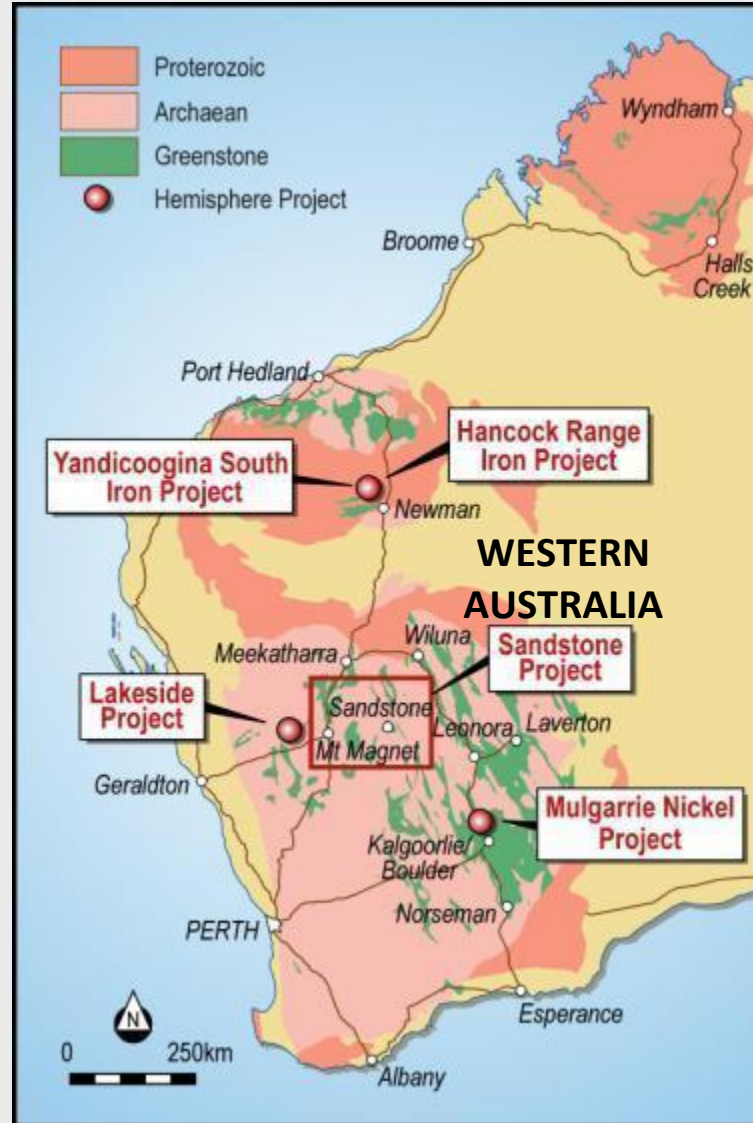 Proterozoic
Archaean
Greenstone
Hemisphere Project
Wyndham
Broome
Halls
Creek
Port Hedland
Hancock Range
Iron Project
Yandicoogina South
Iron Project
Newman
WESTERN
AUSTRALIA
Meekatharra
Wiluna
Sandstone
Project
Lakeside
Project
Sandstone
Leonora
Laverton
Mt Magnet
Geraldton
Mulgarrie Nickel
Project
Kalgoorlie/
Boulder
Norseman
PERTH
N
Esperance
0 250km
Albany